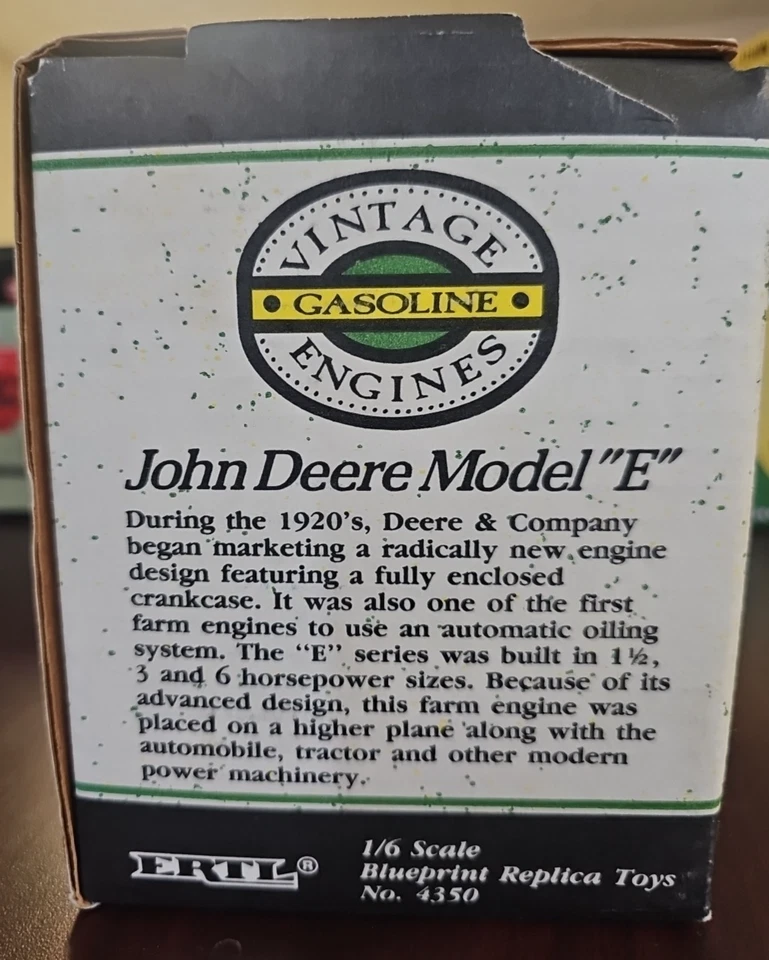 VINTAGE
GASOLINE
ENGINES
John Deere Model "E"
During the 1920's, Deere & Company
began marketing a radically new engine
design featuring a fully enclosed
crankcase. It was also one of the first
farm engines to use an automatic oiling
system. The "E" series was built in 1½,
3 and 6 horsepower sizes. Because of its
advanced design, this farm engine was
placed on a higher plane along with the
automobile, tractor and other modern
power machinery.
ERTL®
1/6 Scale
Blueprint Replica Toys
No. 4350